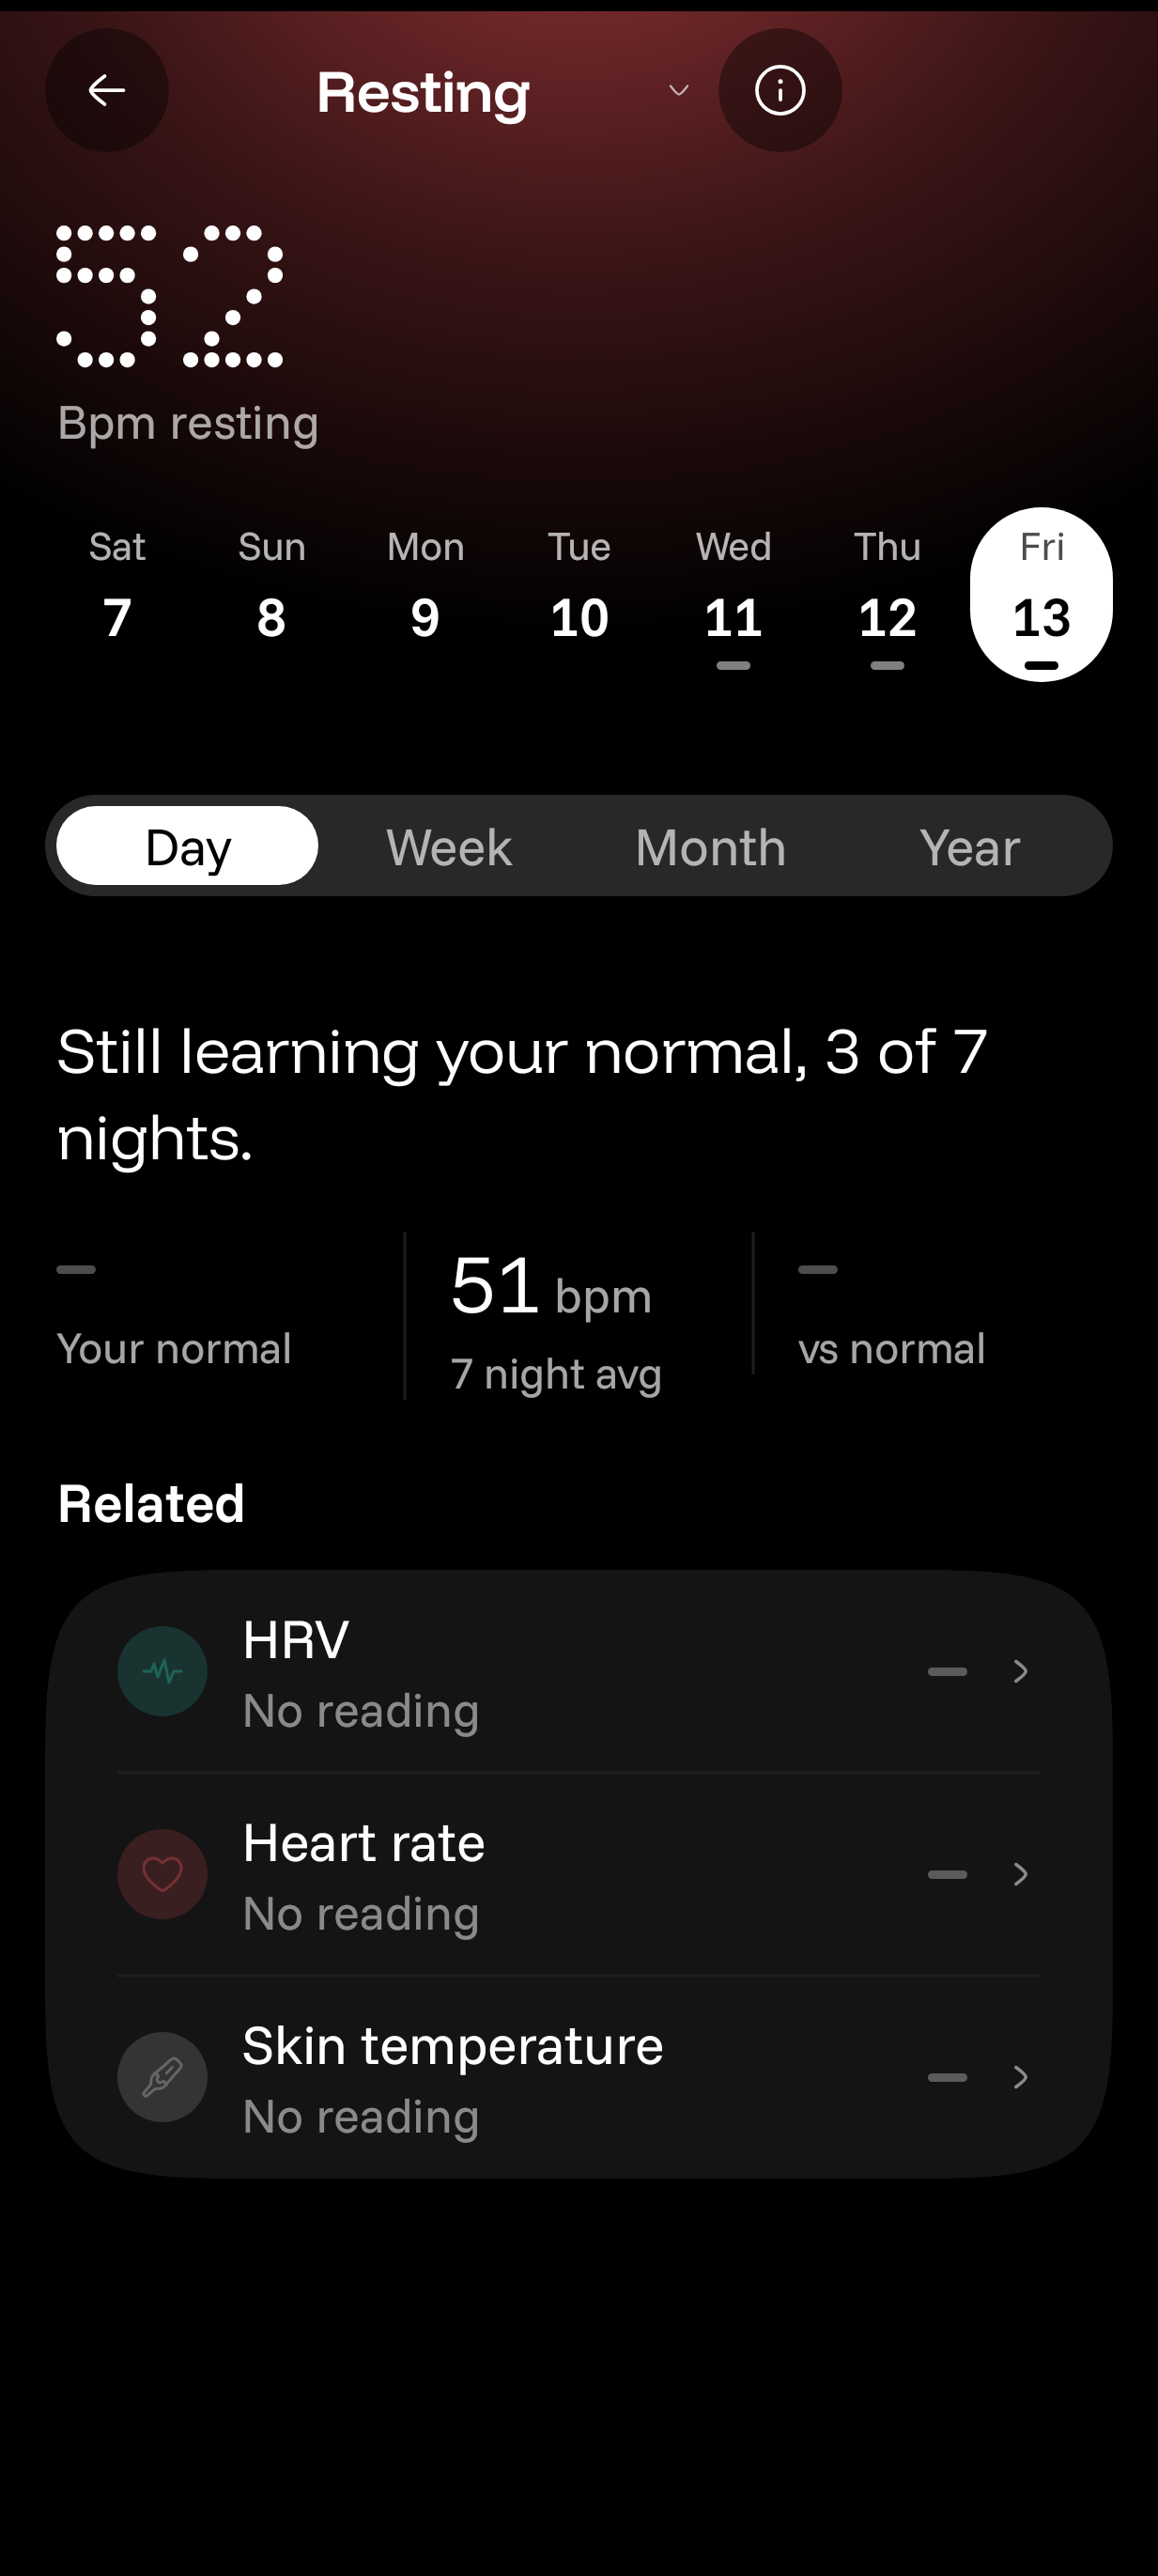 Resting
52
Bpm resting
Sat Sun Mon Tue Wed Thu Fri
7 8 9 10 11 12 13
Day Week Month Year
Still learning your normal, 3 of 7
nights.
51 bpm
Your normal
7 night avg
vs normal
Related
HRV
No reading
Heart rate
No reading
Skin temperature
No reading